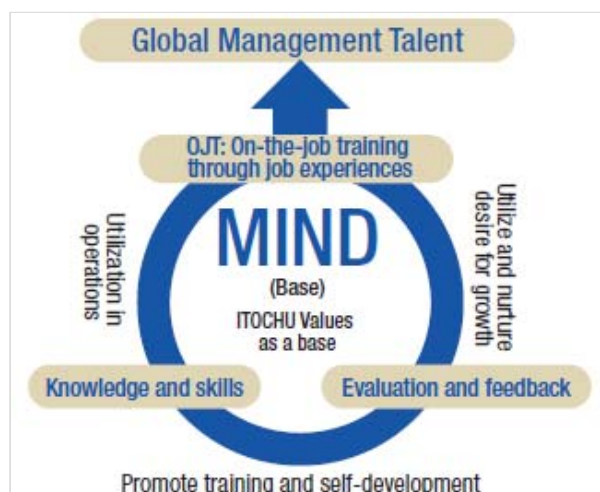 Global Management Talent
OJT: On-the-job training
through job experiences
Utilization in
operations
MIND
(Base)
ITOCHU Values
as a base
Utilize and nurture
desire for growth
Knowledge and skills
Evaluation and feedback
Promote training and self-development